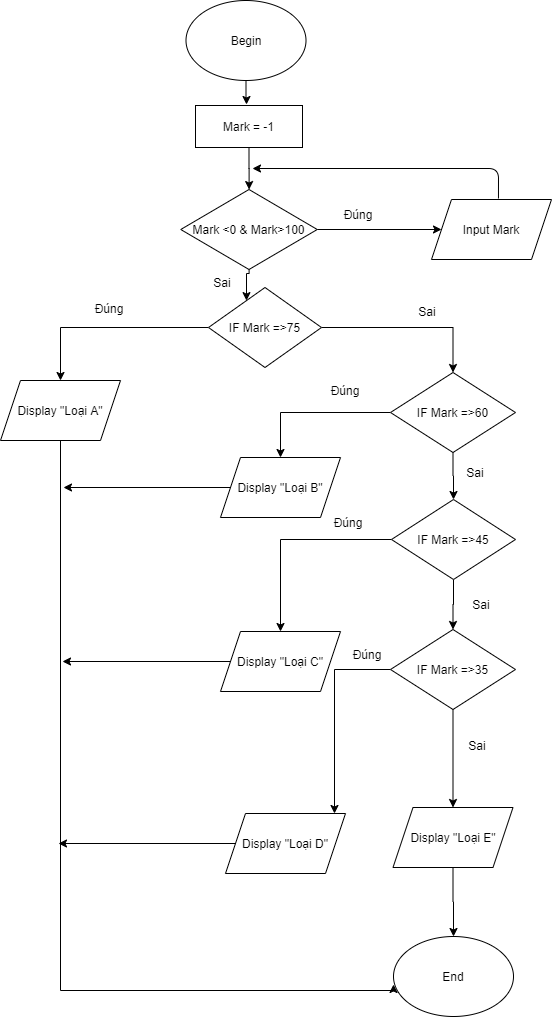 Begin
Mark = -1
Mark <0 & Mark>100
Đúng
Input Mark
Sai
IF Mark =>75
Đúng
Sai
Display "Loại A"
IF Mark =>60
Đúng
Sai
Display "Loại B"
IF Mark =>45
Đúng
Sai
Display "Loại C"
IF Mark =>35
Đúng
Sai
Display "Loại D"
Display "Loại E"
End